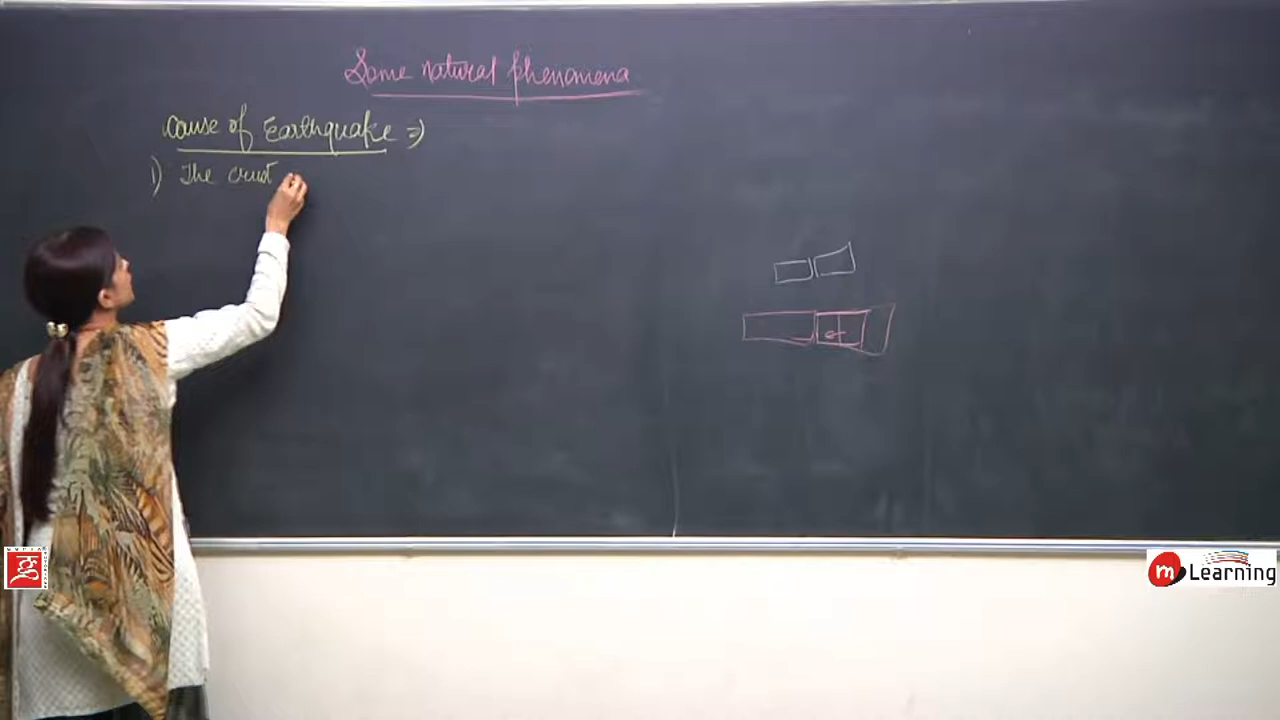 Some natural phenomena
Cause of Earthquake ⇒
1) The crust
m Learning